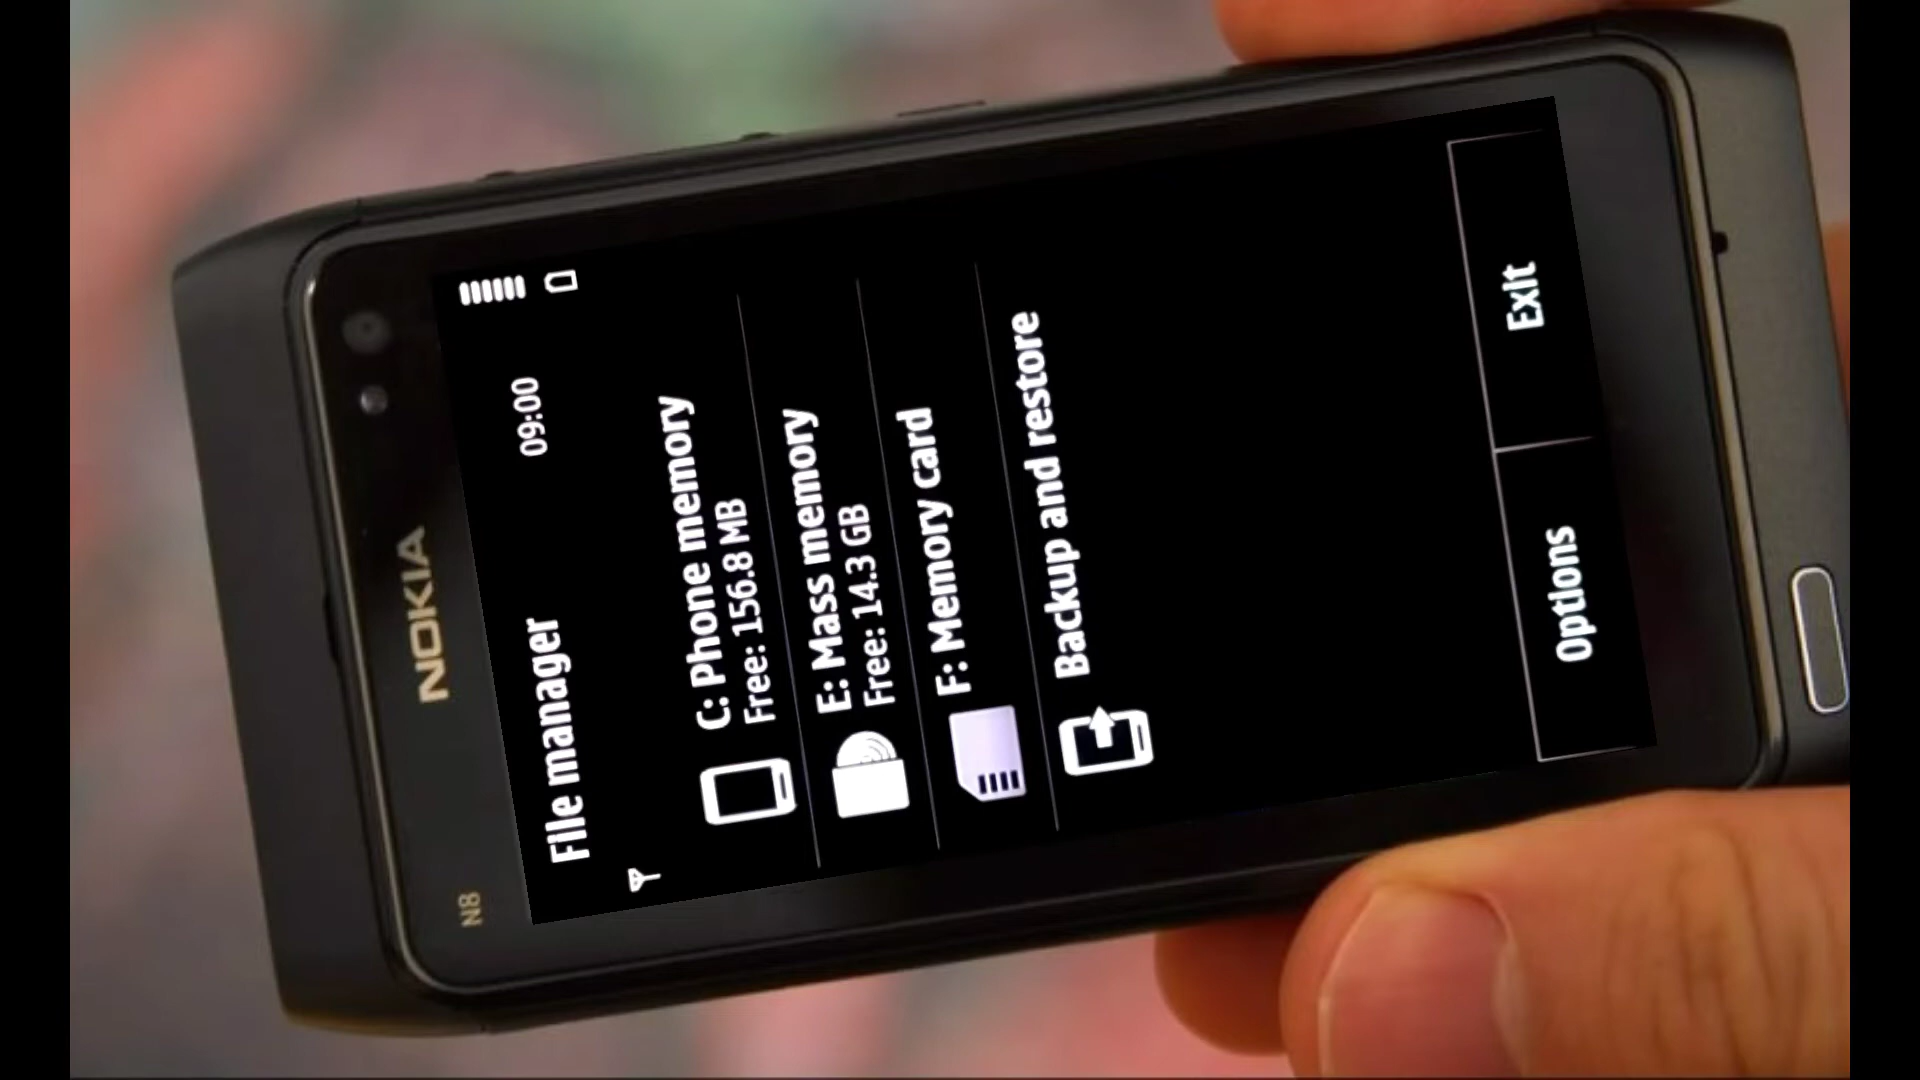 NOKIA
N8
File manager
09:00
C: Phone memory
Free: 156.8 MB
E: Mass memory
Free: 14.3 GB
F: Memory card
Backup and restore
Options
Exit